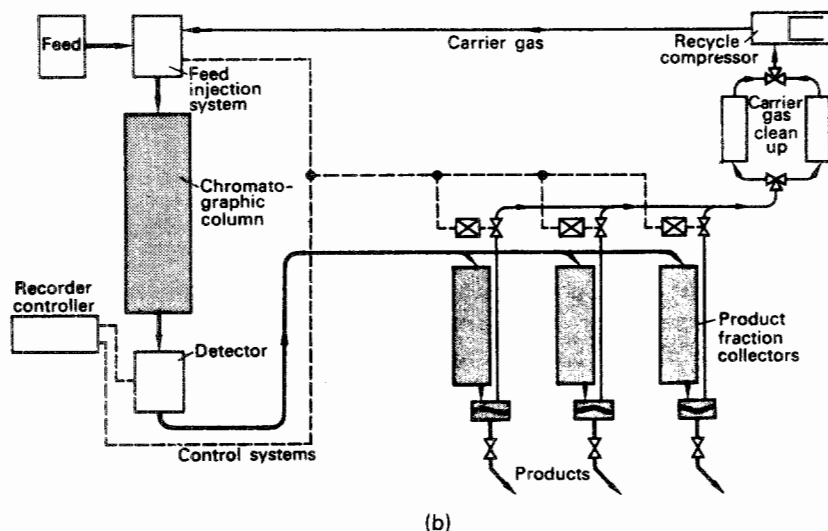 Feed
Carrier gas
Recycle
compressor
Feed
injection
system
Carrier
gas
clean
up
Chromato-
graphic
column
Recorder
controller
Detector
Product
fraction
collectors
Control systems
Products
(b)